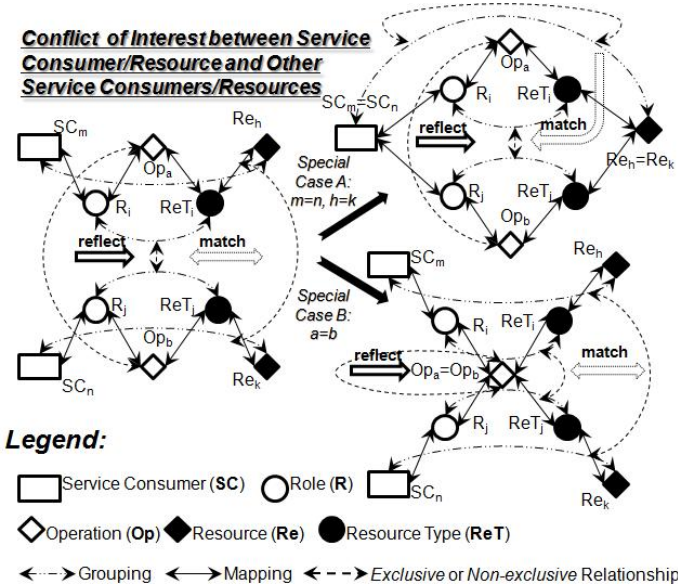 Conflict of Interest between Service
Consumer/Resource and Other
Service Consumers/Resources
SCm
Opa
Reh
Ri
ReTi
reflect
match
Rj
ReTj
Opb
SCn
Rek
Special
Case A:
m=n, h=k
Special
Case B:
a=b
Opa
SCm=SCn
Ri
ReTi
reflect
match
Reh=Rek
Rj
ReTj
Opb
SCm
Reh
Ri
ReTi
reflect
Opa=Opb
match
Rj
ReTj
SCn
Rek
Legend:
Service Consumer (SC) Role (R)
Operation (Op) Resource (Re) Resource Type (ReT)
Grouping Mapping Exclusive or Non-exclusive Relationship